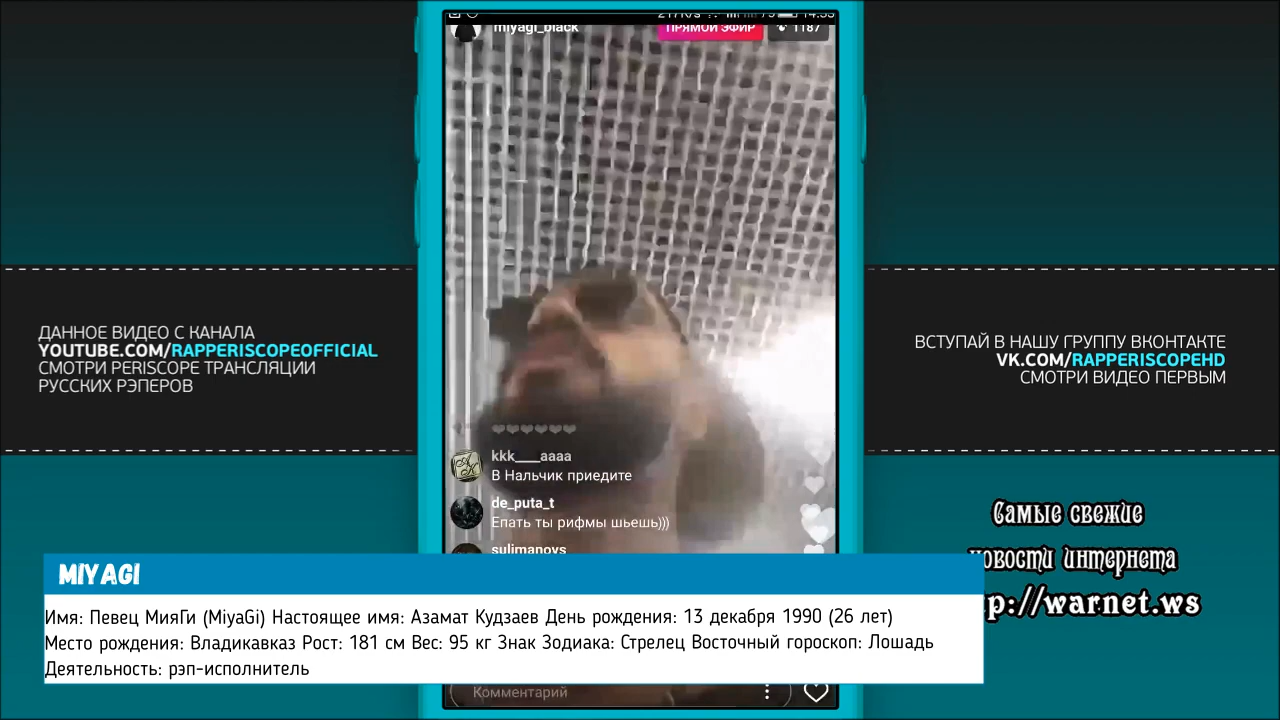 miyagi_black
ПРЯМОЙ ЭФИР
1187
ДАННОЕ ВИДЕО С КАНАЛА
YOUTUBE.COM/RAPPERISCOPEOFFICIAL
СМОТРИ PERISCOPE ТРАНСЛЯЦИИ
РУССКИХ РЭПЕРОВ
ВСТУПАЙ В НАШУ ГРУППУ ВКОНТАКТЕ
VK.COM/RAPPERISCOPEHD
СМОТРИ ВИДЕО ПЕРВЫМ
kkk___aaaa
В Нальчик приедите
de_puta_t
Епать ты рифмы шьешь)))
sulimanovs
Самые свежие
новости интернета
p://warnet.ws
MIYAGI
Имя: Певец МияГи (MiyaGi) Настоящее имя: Азамат Кудзаев День рождения: 13 декабря 1990 (26 лет)
Место рождения: Владикавказ Рост: 181 см Вес: 95 кг Знак Зодиака: Стрелец Восточный гороскоп: Лошадь
Деятельность: рэп-исполнитель
Комментарий